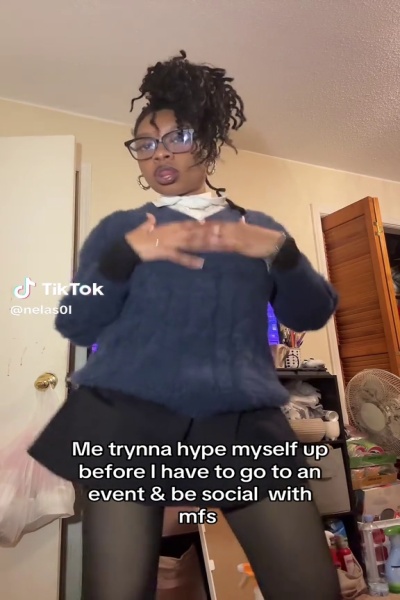 TikTok
@nelas0l
Me trynna hype myself up
before I have to go to an
event & be social with
mfs